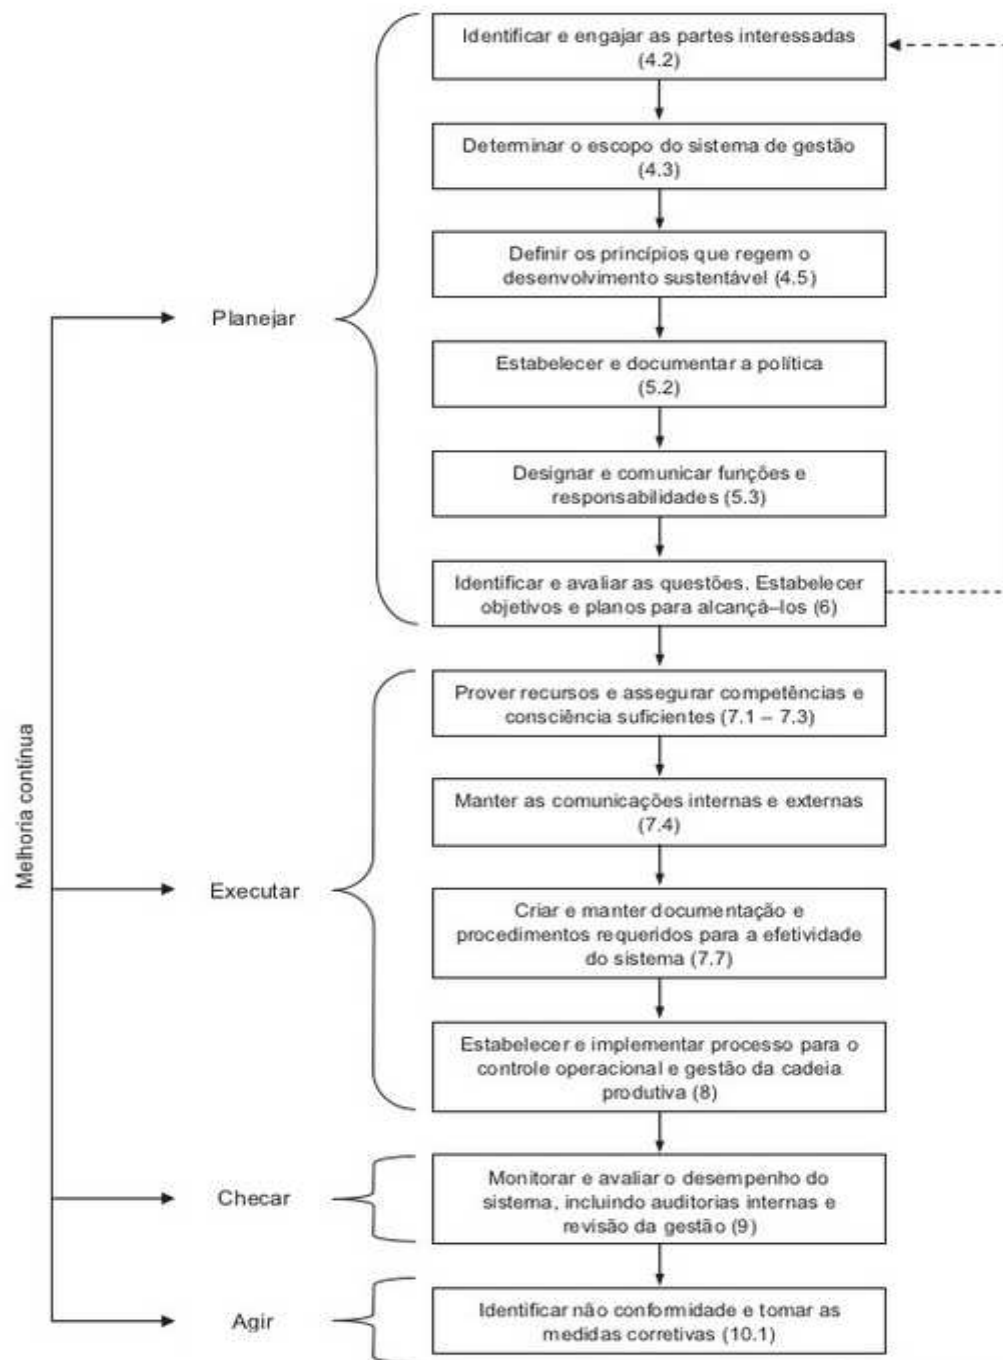 Identificar e engajar as partes interessadas
(4.2)
Determinar o escopo do sistema de gestão
(4.3)
Definir os princípios que regem o
desenvolvimento sustentável (4.5)
Planejar
Estabelecer e documentar a política
(5.2)
Designar e comunicar funções e
responsabilidades (5.3)
Identificar e avaliar as questões. Estabelecer
objetivos e planos para alcançá–los (6)
Prover recursos e assegurar competências e
consciência suficientes (7.1 – 7.3)
Manter as comunicações internas e externas
(7.4)
Melhoria contínua
Executar
Criar e manter documentação e
procedimentos requeridos para a efetividade
do sistema (7.7)
Estabelecer e implementar processo para o
controle operacional e gestão da cadeia
produtiva (8)
Checar
Monitorar e avaliar o desempenho do
sistema, incluindo auditorias internas e
revisão da gestão (9)
Agir
Identificar não conformidade e tomar as
medidas corretivas (10.1)